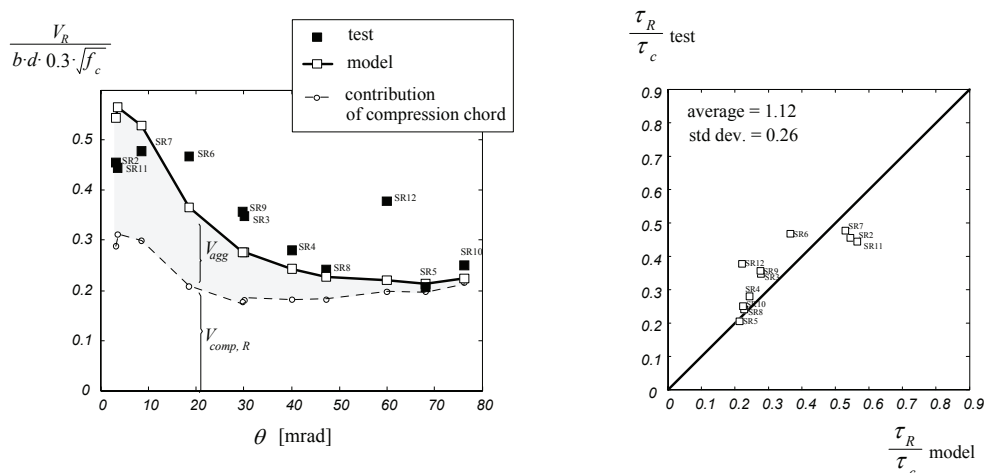 V_R
b·d· 0.3·√f_c
test
model
contribution
of compression chord
0.5
0.4
0.3
0.2
0.1
0
SR2
SR11
SR7
SR6
SR9
SR3
SR12
SR4
SR8
SR5
SR10
V_agg
V_comp, R
0 10 20 30 40 50 60 70 80
θ [mrad]
τ_R
τ_c test
average = 1.12
std dev. = 0.26
0.9
0.8
0.7
0.6
0.5
0.4
0.3
0.2
0.1
0
SR6
SR7
SR2
SR11
SR12
SR9
SR3
SR4
SR10
SR8
SR5
0 0.1 0.2 0.3 0.4 0.5 0.6 0.7 0.8 0.9
τ_R
τ_c model